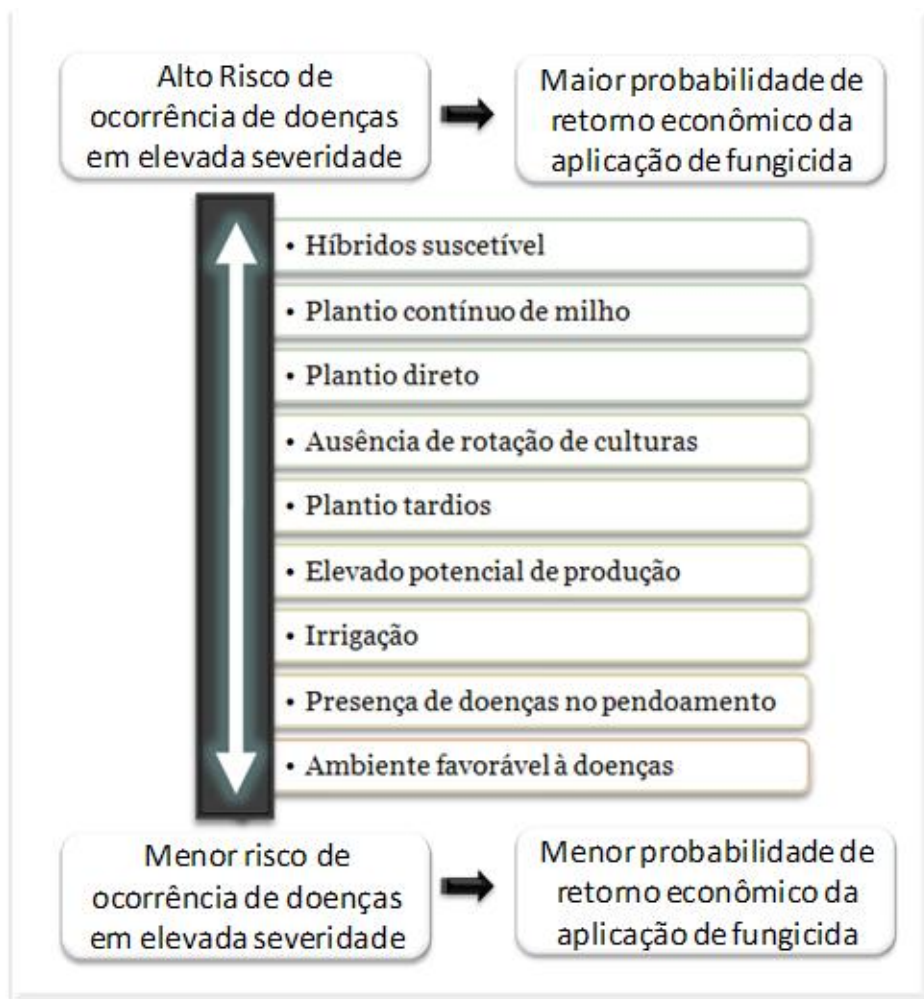 Alto Risco de
ocorrência de doenças
em elevada severidade
Maior probabilidade de
retorno econômico da
aplicação de fungicida
• Híbridos suscetível
• Plantio contínuo de milho
• Plantio direto
• Ausência de rotação de culturas
• Plantio tardios
• Elevado potencial de produção
• Irrigação
• Presença de doenças no pendoamento
• Ambiente favorável à doenças
Menor risco de
ocorrência de doenças
em elevada severidade
Menor probabilidade de
retorno econômico da
aplicação de fungicida